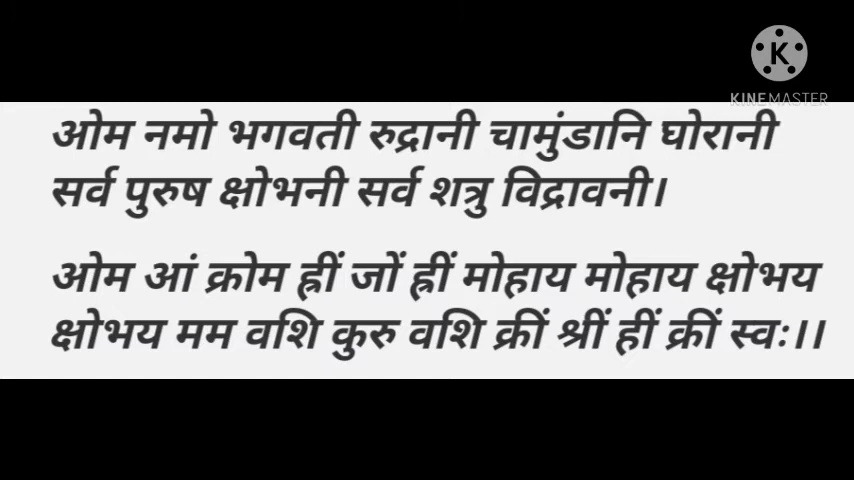 K
KINEMASTER
ओम नमो भगवती रुद्रानी चामुंडानि घोरानी
सर्व पुरुष क्षोभनी सर्व शत्रु विद्रावनी।
ओम आं क्रोम ह्रीं जों ह्रीं मोहाय मोहाय क्षोभय
क्षोभय मम वशि कुरु वशि क्रीं श्रीं हीं क्रीं स्वः।।